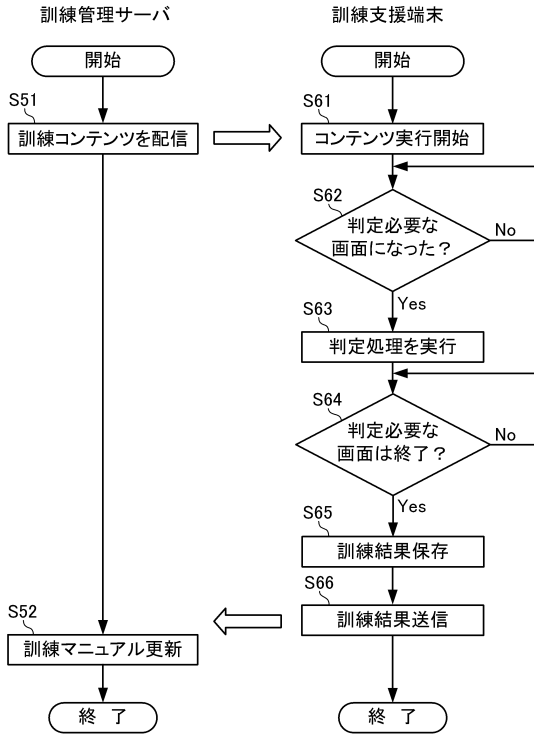 訓練管理サーバ
訓練支援端末
開始
開始
S51
訓練コンテンツを配信
S61
コンテンツ実行開始
S62
判定必要な
画面になった?
No
Yes
S63
判定処理を実行
S64
判定必要な
画面は終了?
No
Yes
S65
訓練結果保存
S66
訓練結果送信
S52
訓練マニュアル更新
終 了
終 了